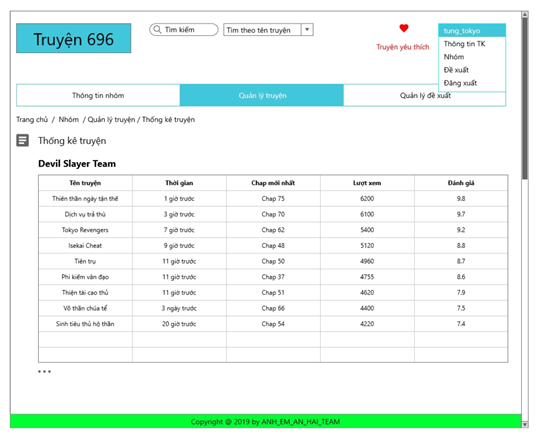 Truyện 696
Tìm kiếm
Tìm theo tên truyện
Truyện yêu thích
tung_tokyo
Thông tin TK
Nhóm
Đề xuất
Đăng xuất
Thông tin nhóm
Quản lý truyện
Quản lý đề xuất
Trang chủ / Nhóm / Quản lý truyện / Thống kê truyện
Thống kê truyện
Devil Slayer Team
Tên truyện Thời gian Chap mới nhất Lượt xem Đánh giá
Thiên thần ngày tận thế 1 giờ trước Chap 75 6200 9.8
Dịch vụ trả thù 3 giờ trước Chap 70 6100 9.7
Tokyo Revengers 7 giờ trước Chap 62 5400 9.2
Isekai Cheat 9 giờ trước Chap 48 5120 8.8
Tiên trụ 11 giờ trước Chap 50 4960 8.7
Phi kiếm vấn đạo 11 giờ trước Chap 37 4755 8.6
Thiện tài cao thủ 11 giờ trước Chap 51 4620 7.9
Võ thần chúa tể 3 ngày trước Chap 66 4400 7.5
Sinh tiêu thủ hộ thần 20 giờ trước Chap 54 4220 7.4
Copyright @ 2019 by ANH_EM_AN_HAI_TEAM